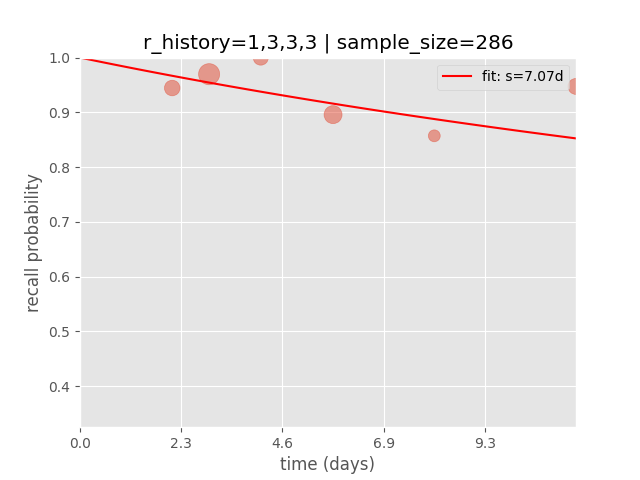 r_history=1,3,3,3 | sample_size=286
fit: s=7.07d
1.0
0.9
0.8
0.7
0.6
0.5
0.4
recall probability
0.0 2.3 4.6 6.9 9.3
time (days)